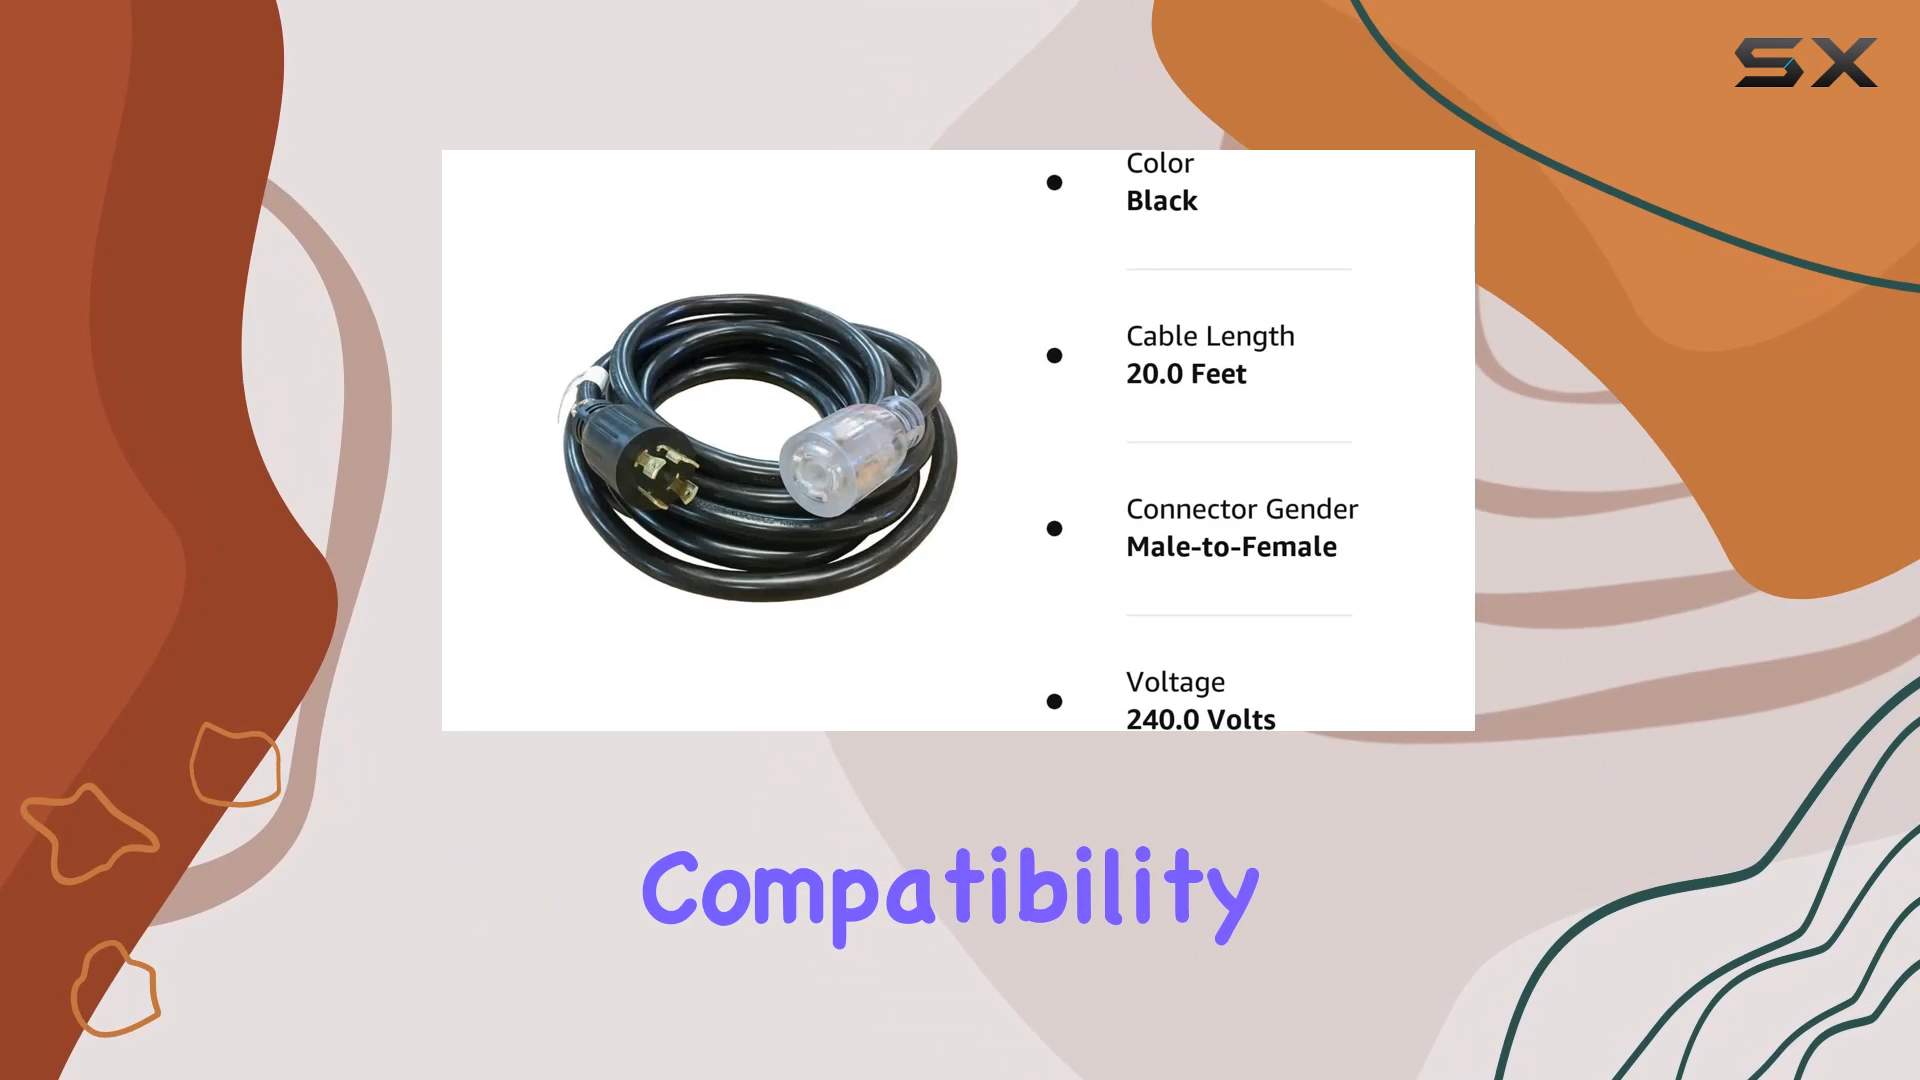 SX
Color
Black
Cable Length
20.0 Feet
Connector Gender
Male-to-Female
Voltage
240.0 Volts
Compatibility